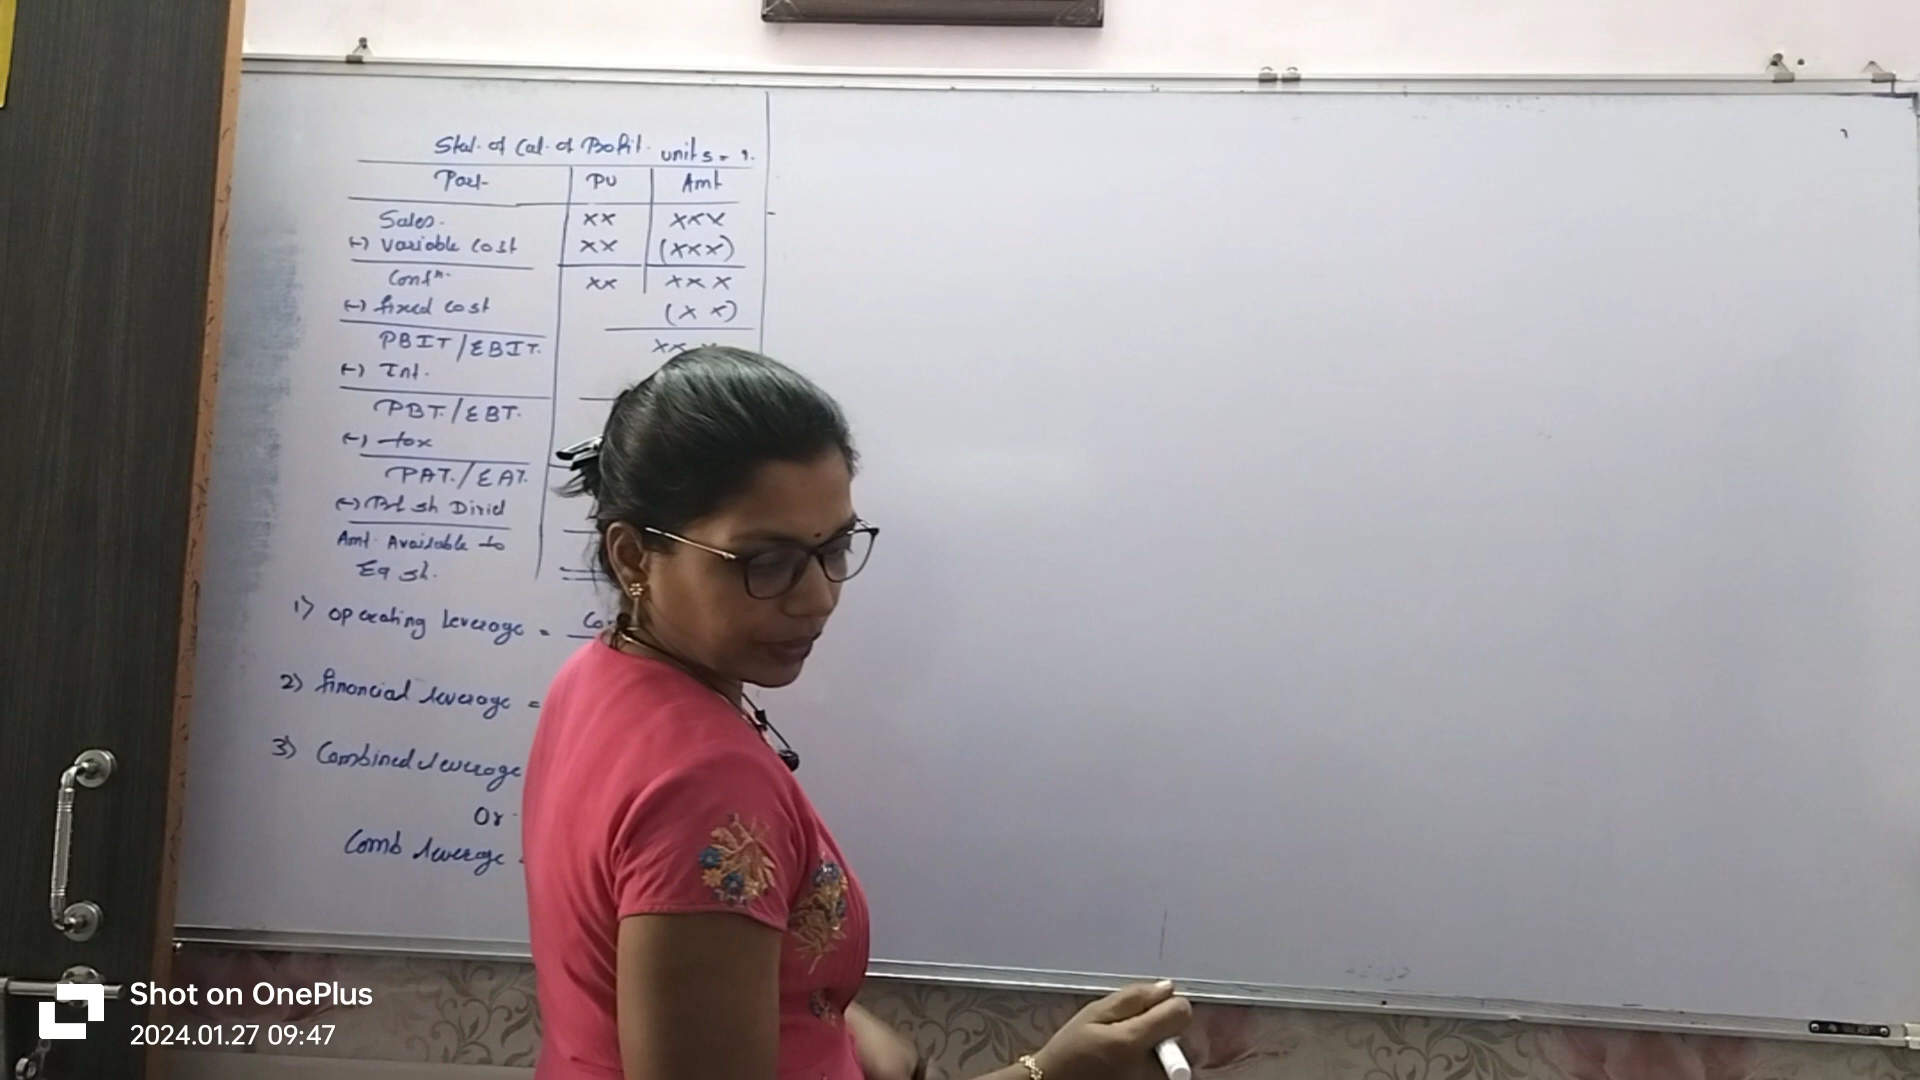 Stat. of Cal. of Profit. units = ?
Part- PU Amt
Sales. xx xxx
(-) Variable cost xx (xxx)
Contn. xx xxx
(-) fixed cost (xx)
PBIT/EBIT. xx
(-) Int.
PBT./EBT.
(-) tax
PAT./EAT.
(-) Pref sh Divid
Amt Available to
Eq sh.
1) operating leverage = Co
2) financial leverage =
3) Combined leverage
Or
Comb leverage
Shot on OnePlus
2024.01.27 09:47